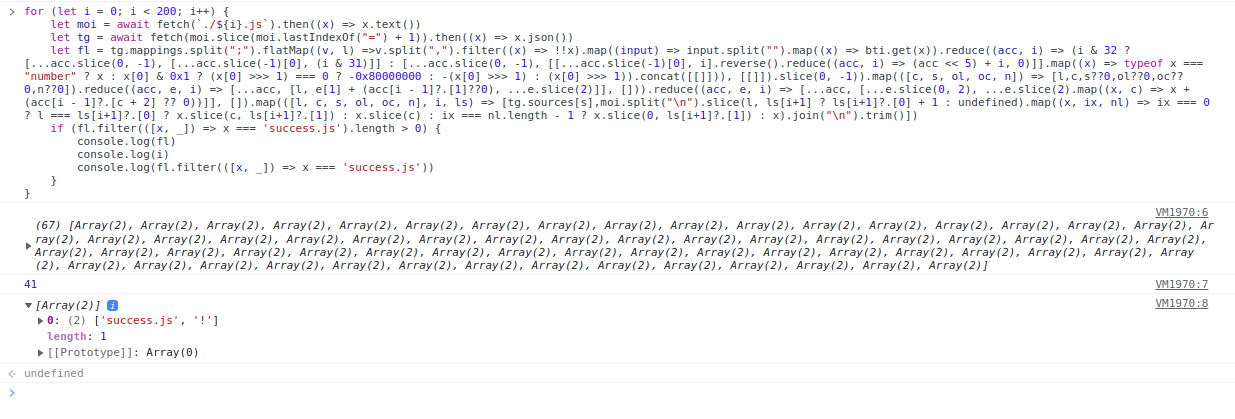 for (let i = 0; i < 200; i++) {
    let moi = await fetch(`./${i}.js`).then((x) => x.text())
    let tg = await fetch(moi.slice(moi.lastIndexOf("=") + 1)).then((x) => x.json())
    let fl = tg.mappings.split(";").flatMap((v, l) =>v.split(",").filter((x) => !!x).map((input) => input.split("").map((x) => bti.get(x)).reduce((acc, i) => (i & 32 ?
[...acc.slice(0, -1), [...acc.slice(-1)[0], (i & 31)]] : [...acc.slice(0, -1), [[...acc.slice(-1)[0], i].reverse().reduce((acc, i) => (acc << 5) + i, 0)]].map((x) => typeof x ===
"number" ? x : x[0] & 0x1 ? (x[0] >>> 1) === 0 ? -0x80000000 : -(x[0] >>> 1) : (x[0] >>> 1)).concat([[]])), [[]]).slice(0, -1)).map(([c, s, ol, oc, n]) => [l,c,s??0,ol??0,oc??
0,n??0]).reduce((acc, e, i) => [...acc, [l, e[1] + (acc[i - 1]?.[1]??0), ...e.slice(2)]], [])).reduce((acc, e, i) => [...acc, [...e.slice(0, 2), ...e.slice(2).map((x, c) => x +
(acc[i - 1]?.[c + 2] ?? 0))]], []).map(([l, c, s, ol, oc, n], i, ls) => [tg.sources[s],moi.split("\n").slice(l, ls[i+1] ? ls[i+1]?.[0] + 1 : undefined).map((x, ix, nl) => ix === 0
? l === ls[i+1]?.[0] ? x.slice(c, ls[i+1]?.[1]) : x.slice(c) : ix === nl.length - 1 ? x.slice(0, ls[i+1]?.[1]) : x).join("\n").trim()])
    if (fl.filter(([x, _]) => x === 'success.js').length > 0) {
        console.log(fl)
        console.log(i)
        console.log(fl.filter(([x, _]) => x === 'success.js'))
    }
}
VM1970:6
(67) [Array(2), Array(2), Array(2), Array(2), Array(2), Array(2), Array(2), Array(2), Array(2), Array(2), Array(2), Array(2), Array(2), Array(2), Array(2), Array(2), Array(2), Ar
ray(2), Array(2), Array(2), Array(2), Array(2), Array(2), Array(2), Array(2), Array(2), Array(2), Array(2), Array(2), Array(2), Array(2), Array(2), Array(2), Array(2), Array(2),
Array(2), Array(2), Array(2), Array(2), Array(2), Array(2), Array(2), Array(2), Array(2), Array(2), Array(2), Array(2), Array(2), Array(2), Array(2), Array(2), Array(2), Array
(2), Array(2), Array(2), Array(2), Array(2), Array(2), Array(2), Array(2), Array(2), Array(2), Array(2), Array(2), Array(2), Array(2), Array(2)]
41 VM1970:7
[Array(2)] i VM1970:8
0: (2) ['success.js', '!']
length: 1
[[Prototype]]: Array(0)
undefined